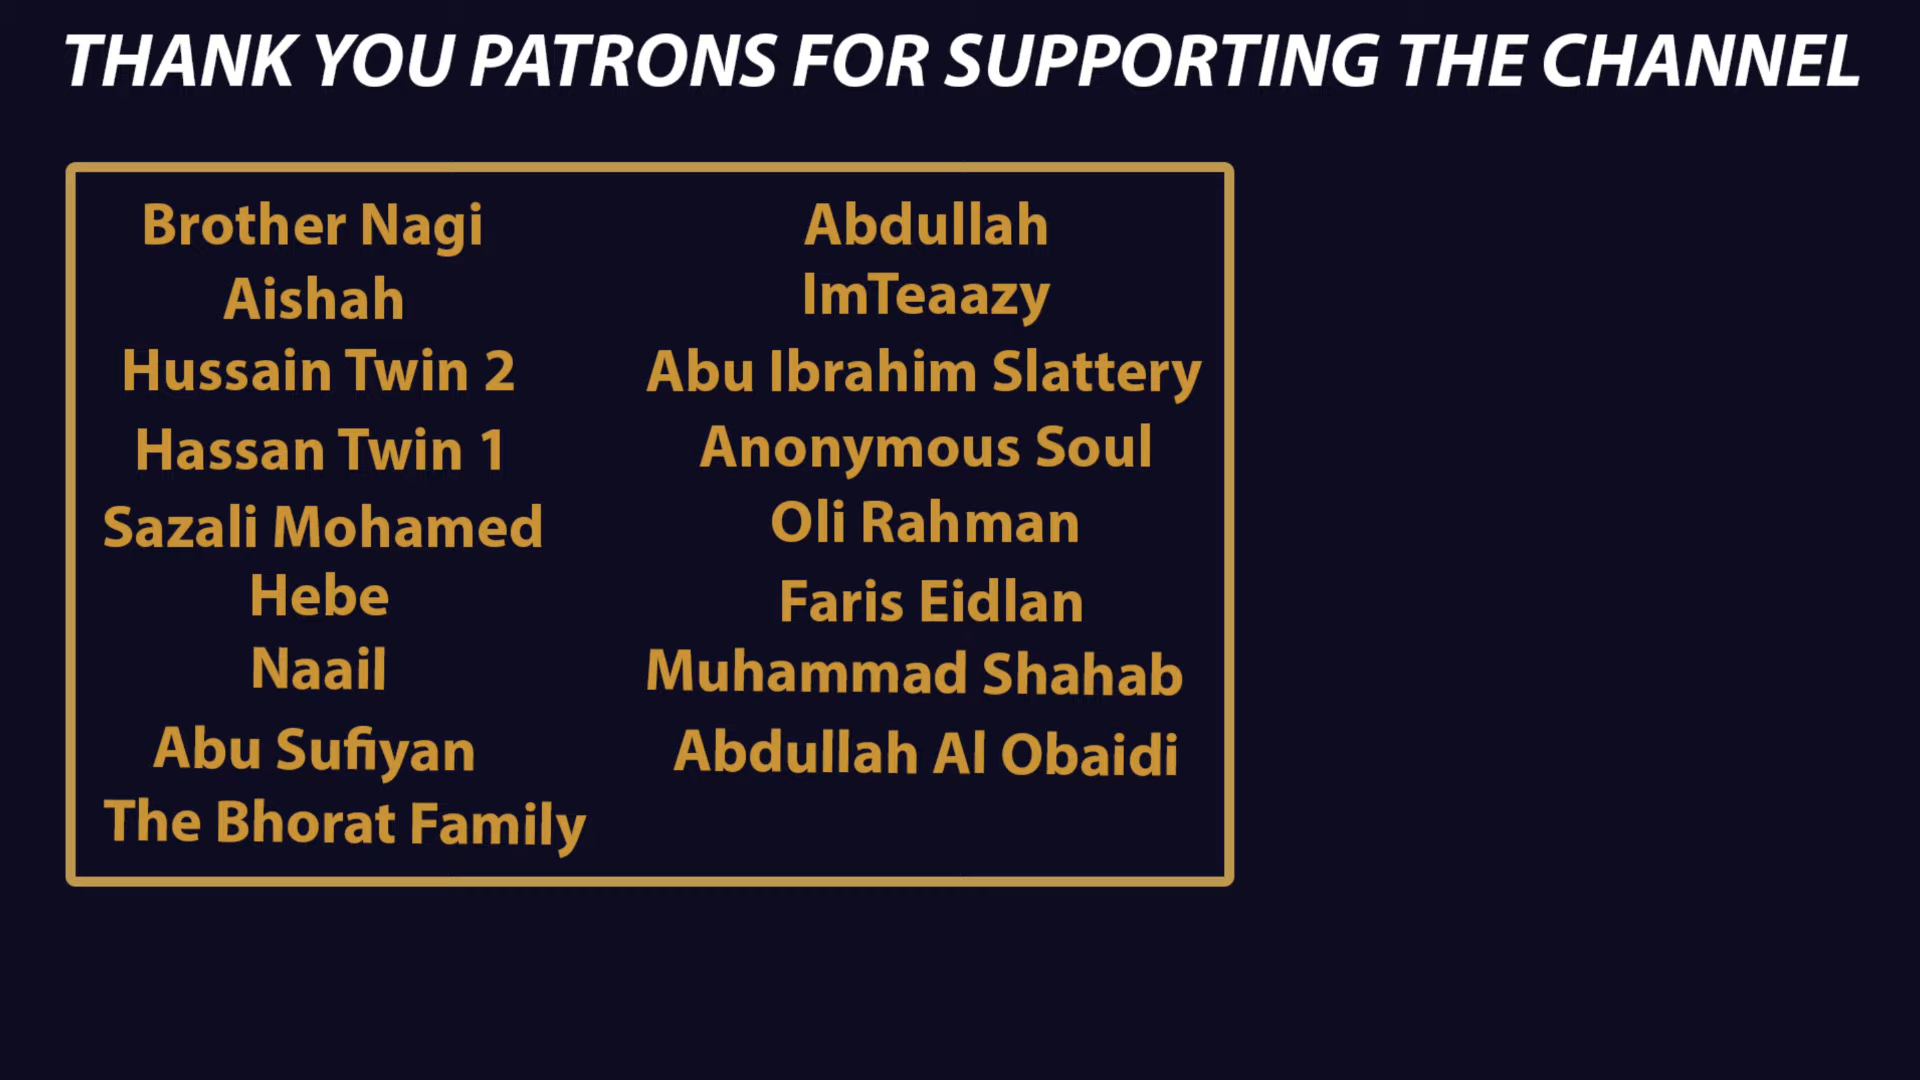 THANK YOU PATRONS FOR SUPPORTING THE CHANNEL
Brother Nagi
Aishah
Hussain Twin 2
Hassan Twin 1
Sazali Mohamed
Hebe
Naail
Abu Sufiyan
The Bhorat Family
Abdullah
ImTeaazy
Abu Ibrahim Slattery
Anonymous Soul
Oli Rahman
Faris Eidlan
Muhammad Shahab
Abdullah Al Obaidi